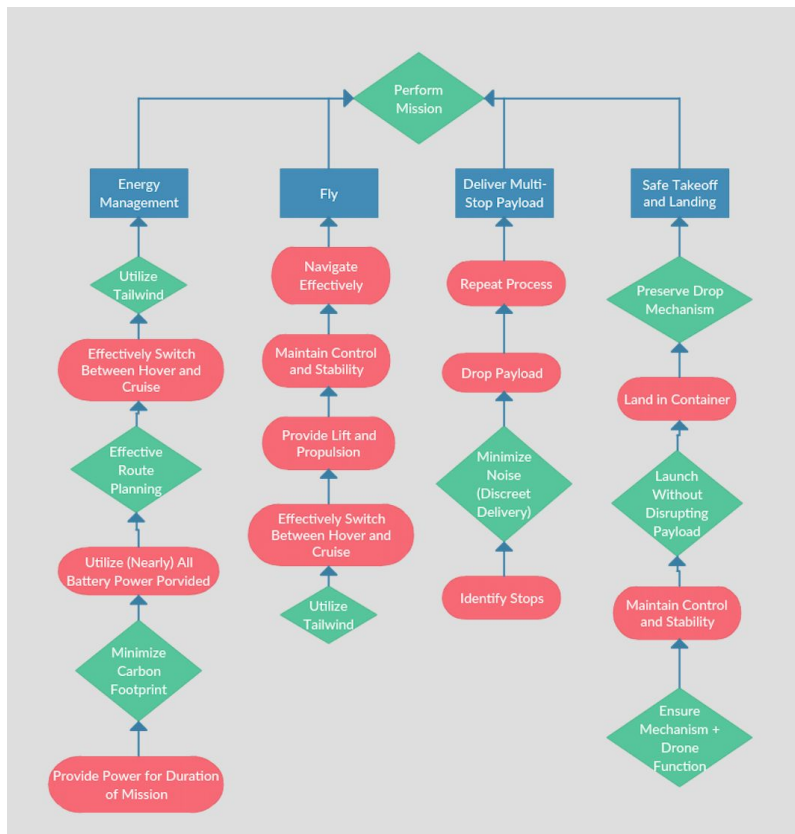 Perform
Mission
Energy
Management
Fly
Deliver Multi-
Stop Payload
Safe Takeoff
and Landing
Utilize
Tailwind
Effectively Switch
Between Hover and
Cruise
Effective
Route
Planning
Utilize (Nearly) All
Battery Power Porvided
Minimize
Carbon
Footprint
Provide Power for Duration
of Mission
Navigate
Effectively
Maintain Control
and Stability
Provide Lift and
Propulsion
Effectively Switch
Between Hover and
Cruise
Utilize
Tailwind
Repeat Process
Drop Payload
Minimize
Noise
(Discreet
Delivery)
Identify Stops
Preserve Drop
Mechanism
Land in Container
Launch
Without
Disrupting
Payload
Maintain Control
and Stability
Ensure
Mechanism +
Drone
Function